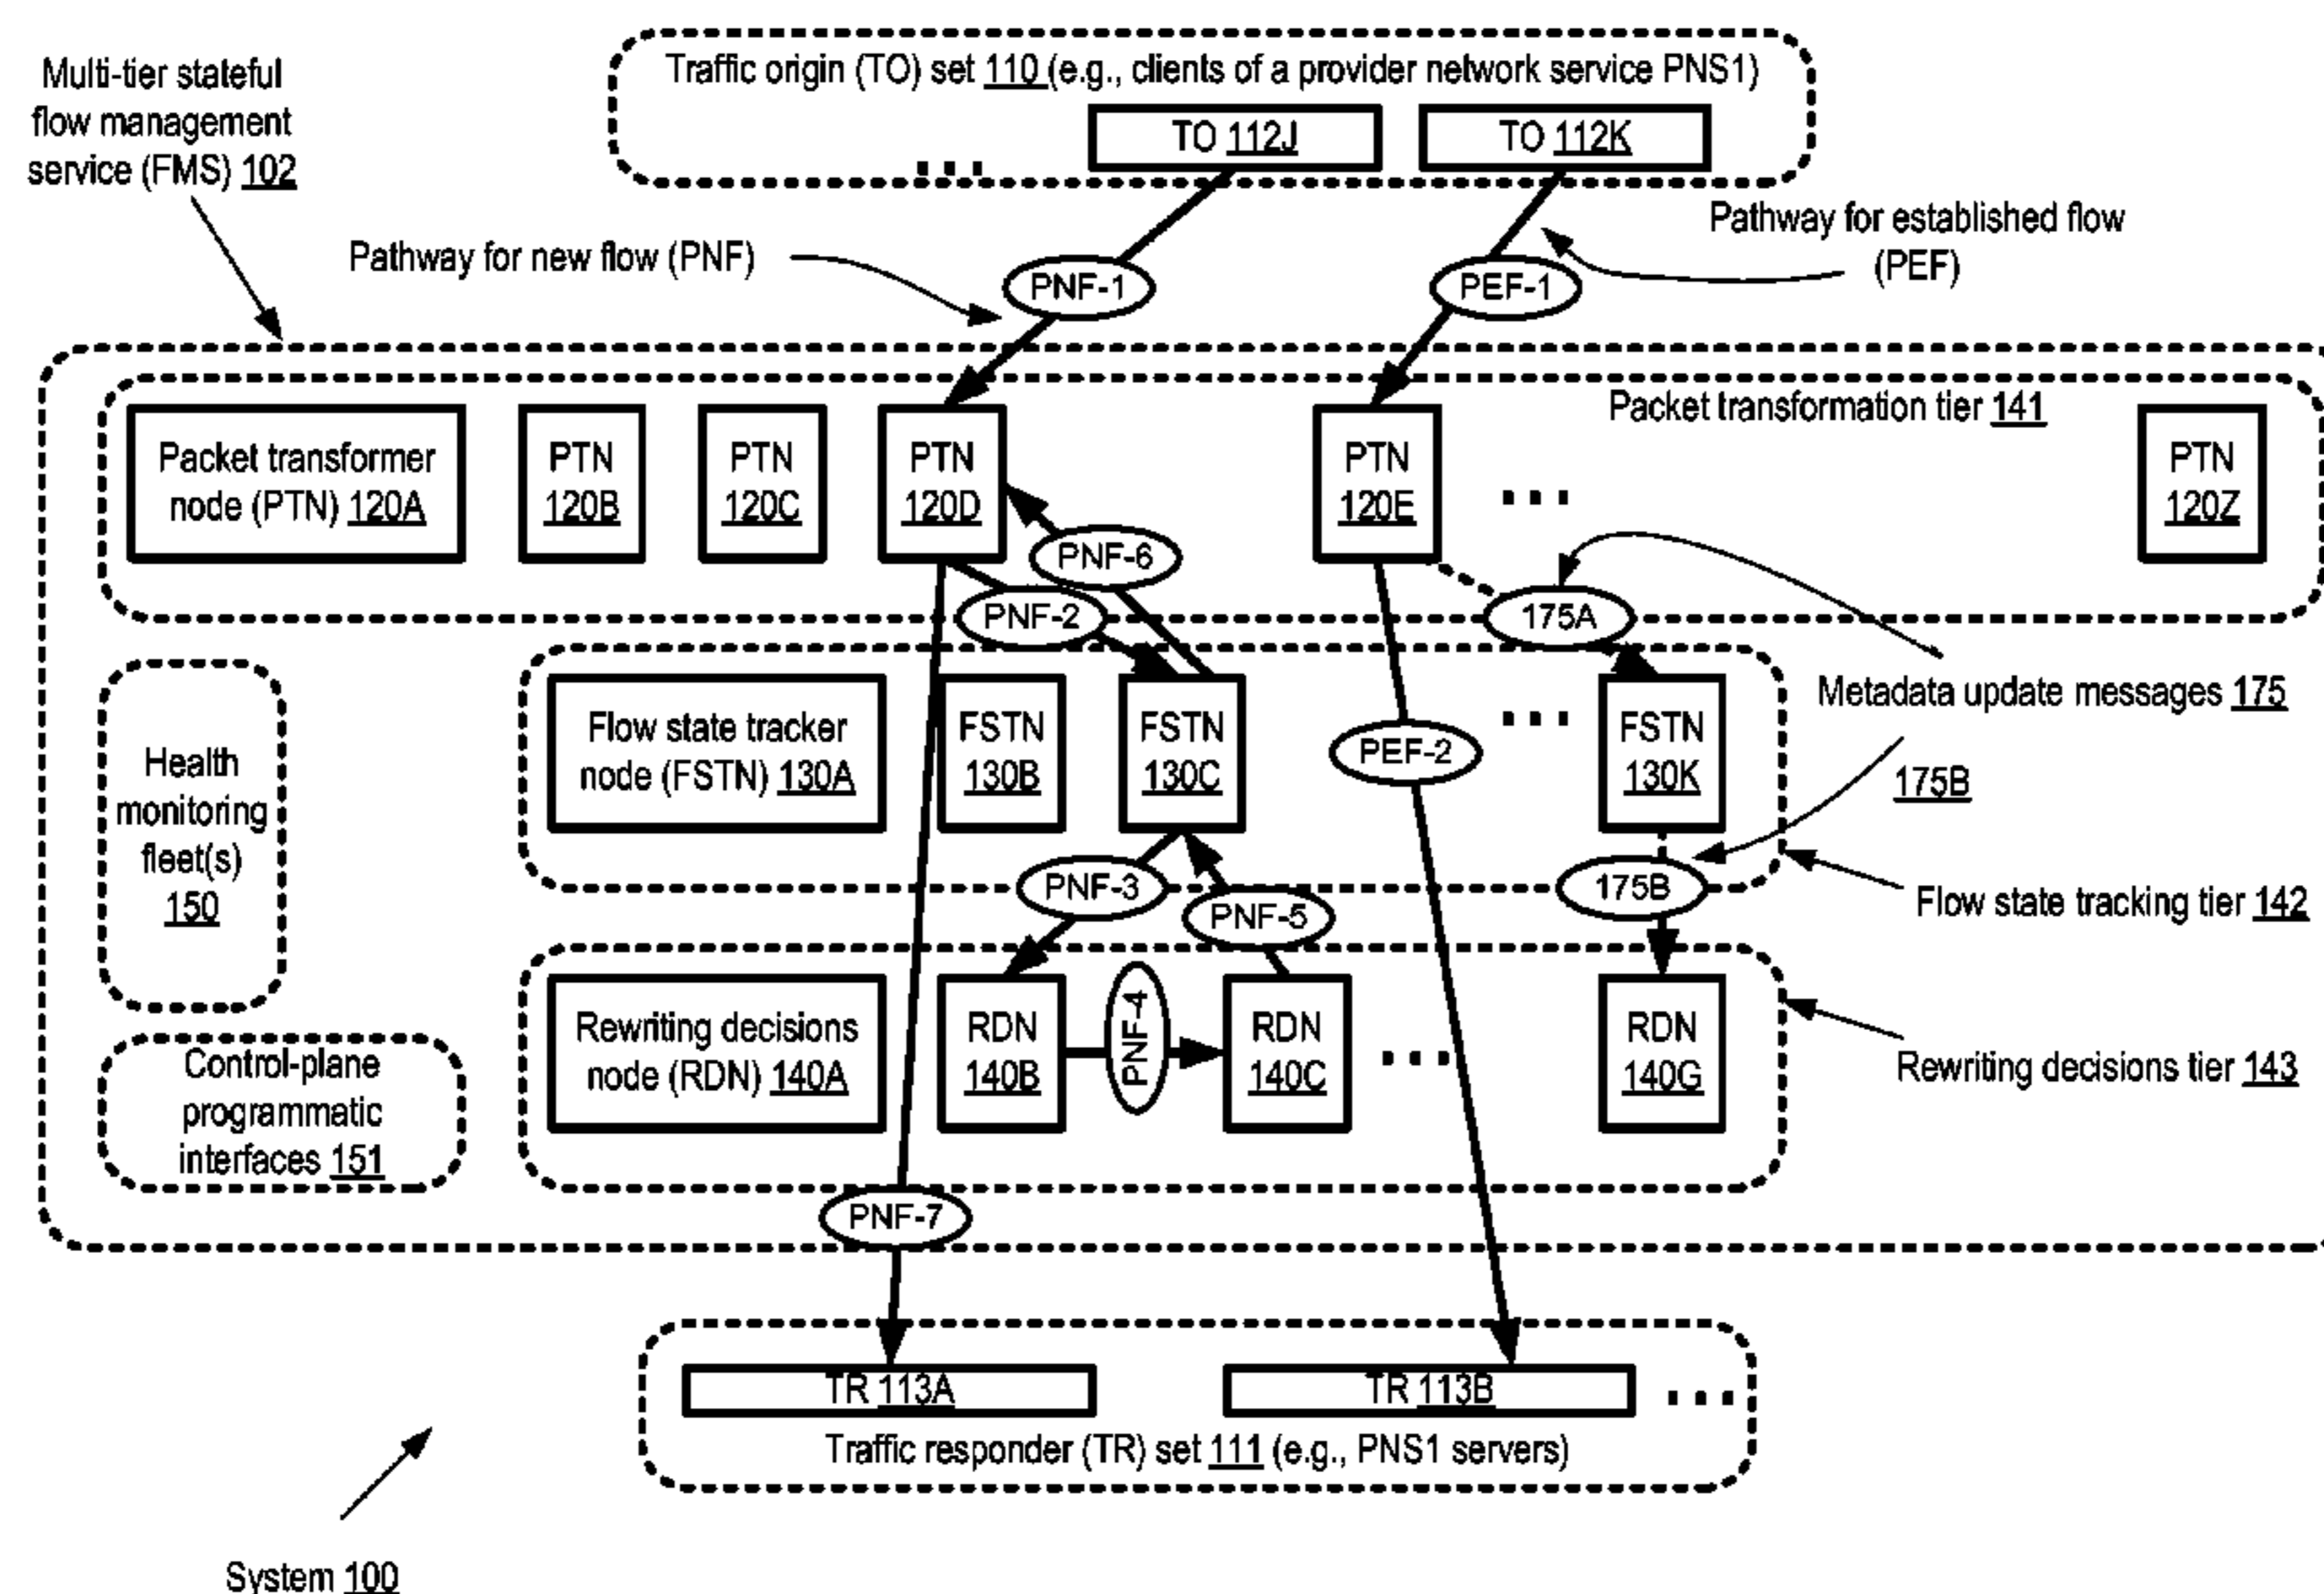 Multi-tier stateful
flow management
service (FMS) 102
Traffic origin (TO) set 110 (e.g., clients of a provider network service PNS1)
...
TO 112J
TO 112K
Pathway for new flow (PNF)
PNF-1
PEF-1
Pathway for established flow
(PEF)
Packet transformation tier 141
Packet transformer
node (PTN) 120A
PTN
120B
PTN
120C
PTN
120D
PTN
120E
...
PTN
120Z
PNF-6
PNF-2
175A
Metadata update messages 175
175B
Health
monitoring
fleet(s)
150
Flow state tracker
node (FSTN) 130A
FSTN
130B
FSTN
130C
PEF-2
...
FSTN
130K
PNF-3
PNF-5
175B
Flow state tracking tier 142
Control-plane
programmatic
interfaces 151
Rewriting decisions
node (RDN) 140A
RDN
140B
PNF-4
RDN
140C
...
RDN
140G
Rewriting decisions tier 143
PNF-7
TR 113A
TR 113B
...
Traffic responder (TR) set 111 (e.g., PNS1 servers)
System 100